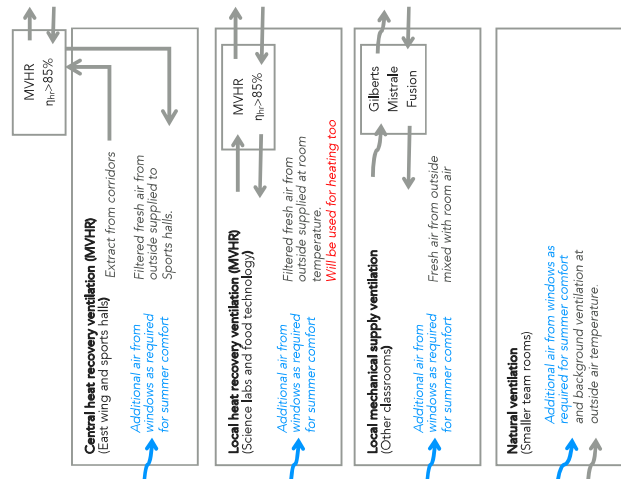 Central heat recovery ventilation (MVHR)
(East wing and sports halls)
Additional air from
windows as required
for summer comfort
Extract from corridors
Filtered fresh air from
outside supplied to
Sports halls.
MVHR
ηhr>85%
Local heat recovery ventilation (MVHR)
(Science labs and food technology)
Additional air from
windows as required
for summer comfort
Filtered fresh air from
outside supplied at room
temperature.
Will be used for heating too
MVHR
ηhr>85%
Local mechanical supply ventilation
(Other classrooms)
Additional air from
windows as required
for summer comfort
Fresh air from outside
mixed with room air
Gilberts
Mistrale
Fusion
Natural ventilation
(Smaller team rooms)
Additional air from windows as
required for summer comfort
and background ventilation at
outside air temperature.